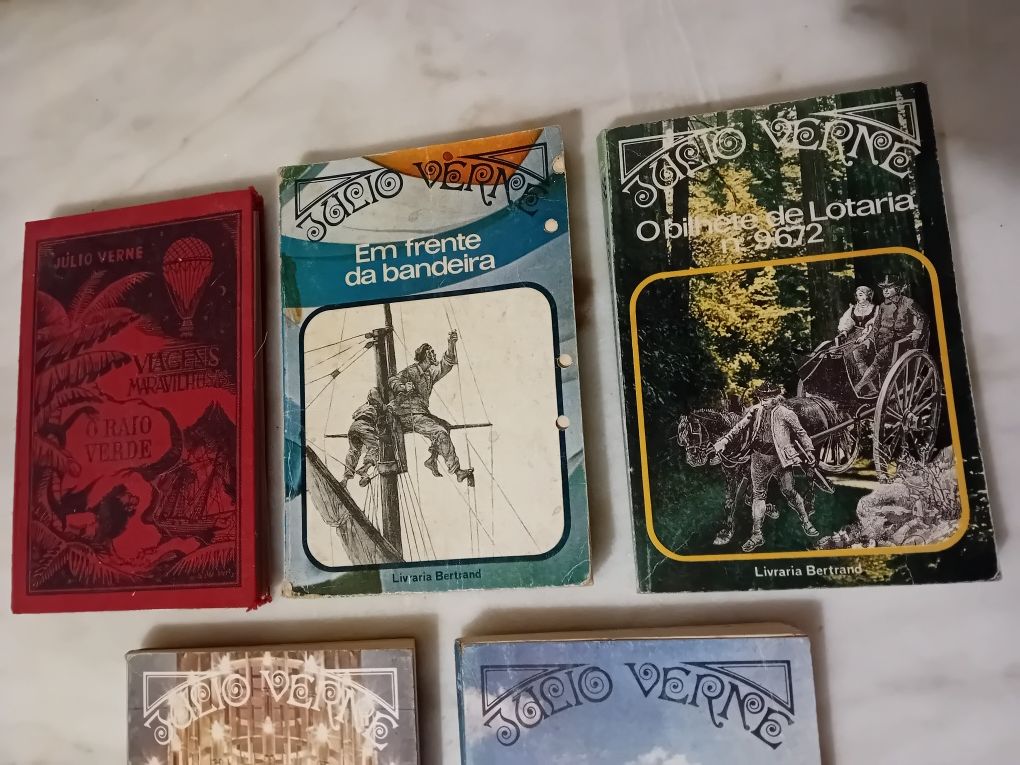 JÚLIO VERNE
VIAGENS
MARAVILHOSAS
O RAIO
VERDE
JÚLIO VERNE
Em frente
da bandeira
Livraria Bertrand
JÚLIO VERNE
O bilhete de Lotaria
n.º 9672
Livraria Bertrand
JÚLIO VERNE
JÚLIO VERNE